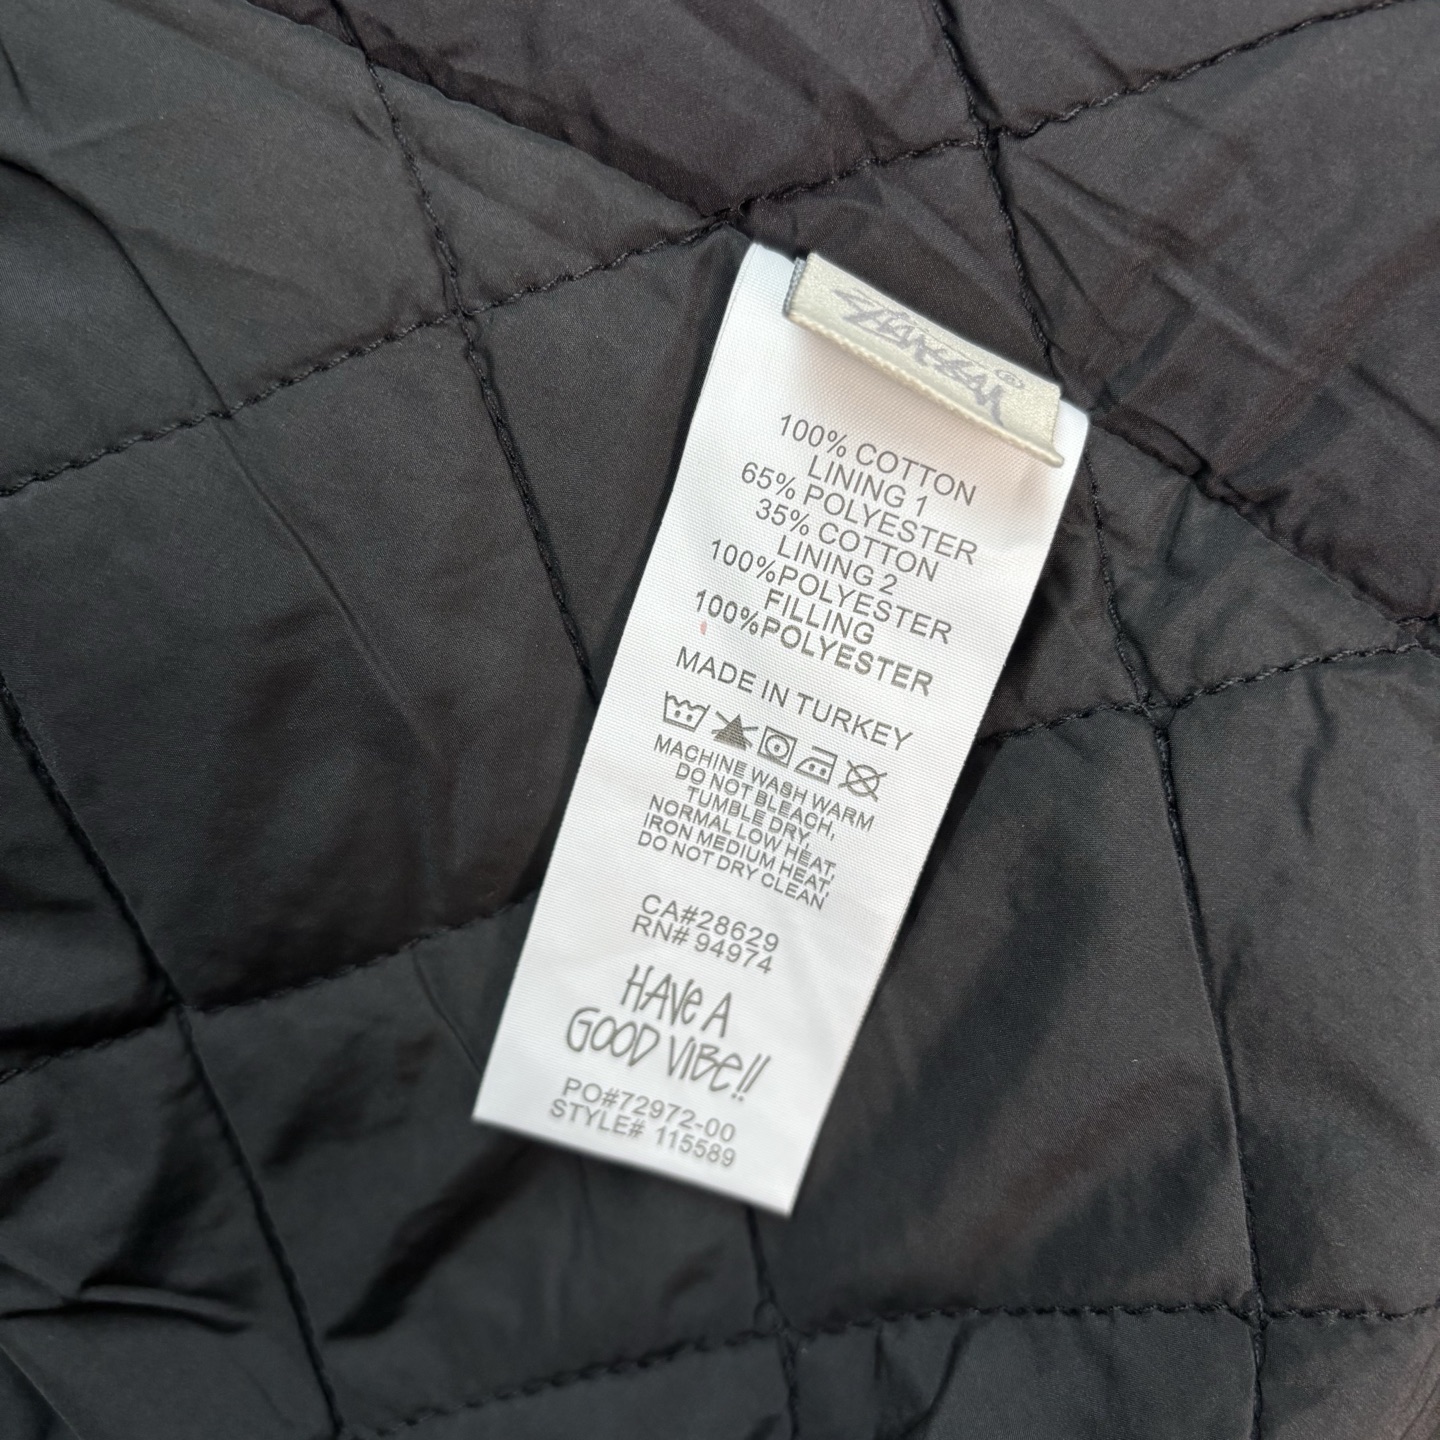 Stüssy ®
100% COTTON
LINING 1
65% POLYESTER
35% COTTON
LINING 2
100%POLYESTER
FILLING
100%POLYESTER
MADE IN TURKEY
MACHINE WASH WARM
DO NOT BLEACH,
TUMBLE DRY,
NORMAL LOW HEAT,
IRON MEDIUM HEAT,
DO NOT DRY CLEAN
CA#28629
RN# 94974
HAVE A
GOOD VIBE!!
PO#72972-00
STYLE# 115589